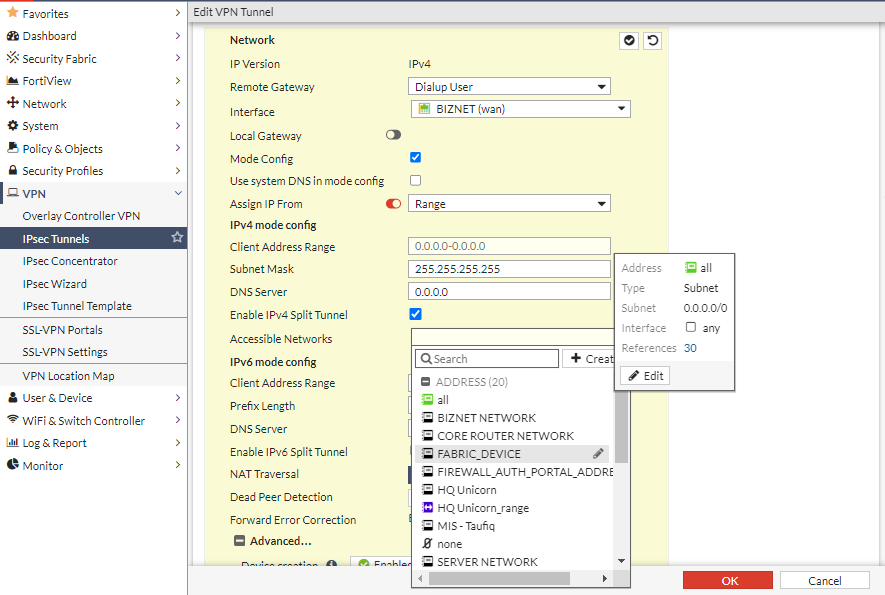 Favorites
Dashboard
Security Fabric
FortiView
Network
System
Policy & Objects
Security Profiles
VPN
Overlay Controller VPN
IPsec Tunnels
IPsec Concentrator
IPsec Wizard
IPsec Tunnel Template
SSL-VPN Portals
SSL-VPN Settings
VPN Location Map
User & Device
WiFi & Switch Controller
Log & Report
Monitor
Edit VPN Tunnel
Network
IP Version IPv4
Remote Gateway Dialup User
Interface BIZNET (wan)
Local Gateway
Mode Config
Use system DNS in mode config
Assign IP From Range
IPv4 mode config
Client Address Range 0.0.0.0-0.0.0.0
Subnet Mask 255.255.255.255
DNS Server 0.0.0.0
Enable IPv4 Split Tunnel
Accessible Networks
IPv6 mode config
Client Address Range
Prefix Length
DNS Server
Enable IPv6 Split Tunnel
NAT Traversal
Dead Peer Detection
Forward Error Correction
Advanced...
Device creation Enabled
Search
Creat
ADDRESS (20)
all
BIZNET NETWORK
CORE ROUTER NETWORK
FABRIC_DEVICE
FIREWALL_AUTH_PORTAL_ADDRE
HQ Unicorn
HQ Unicorn_range
MIS - Taufiq
none
SERVER NETWORK
Address all
Type Subnet
Subnet 0.0.0.0/0
Interface any
References 30
Edit
OK
Cancel